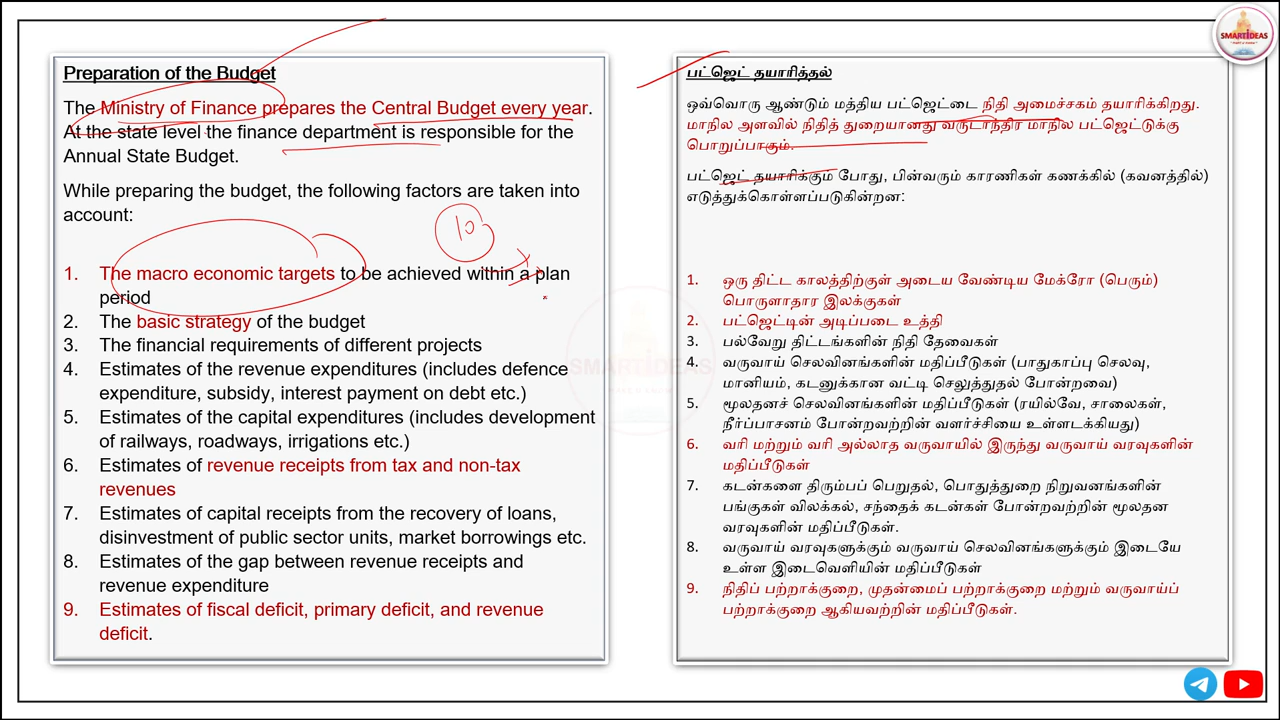 SMARTIDEAS
Preparation of the Budget
The Ministry of Finance prepares the Central Budget every year.
At the state level the finance department is responsible for the
Annual State Budget.
While preparing the budget, the following factors are taken into
account:
10
1. The macro economic targets to be achieved within a plan
period
2. The basic strategy of the budget
3. The financial requirements of different projects
4. Estimates of the revenue expenditures (includes defence
expenditure, subsidy, interest payment on debt etc.)
5. Estimates of the capital expenditures (includes development
of railways, roadways, irrigations etc.)
6. Estimates of revenue receipts from tax and non-tax
revenues
7. Estimates of capital receipts from the recovery of loans,
disinvestment of public sector units, market borrowings etc.
8. Estimates of the gap between revenue receipts and
revenue expenditure
9. Estimates of fiscal deficit, primary deficit, and revenue
deficit.
பட்ஜெட் தயாரித்தல்
ஒவ்வொரு ஆண்டும் மத்திய பட்ஜெட்டை நிதி அமைச்சகம் தயாரிக்கிறது.
மாநில அளவில் நிதித் துறையானது வருடாந்திர மாநில பட்ஜெட்டுக்கு
பொறுப்பாகும்.
பட்ஜெட் தயாரிக்கும் போது, பின்வரும் காரணிகள் கணக்கில் (கவனத்தில்)
எடுத்துக்கொள்ளப்படுகின்றன:
1. ஒரு திட்ட காலத்திற்குள் அடைய வேண்டிய மேக்ரோ (பெரும்)
பொருளாதார இலக்குகள்
2. பட்ஜெட்டின் அடிப்படை உத்தி
3. பல்வேறு திட்டங்களின் நிதி தேவைகள்
4. வருவாய் செலவினங்களின் மதிப்பீடுகள் (பாதுகாப்பு செலவு,
மானியம், கடனுக்கான வட்டி செலுத்துதல் போன்றவை)
5. மூலதனச் செலவினங்களின் மதிப்பீடுகள் (ரயில்வே, சாலைகள்,
நீர்ப்பாசனம் போன்றவற்றின் வளர்ச்சியை உள்ளடக்கியது)
6. வரி மற்றும் வரி அல்லாத வருவாயில் இருந்து வருவாய் வரவுகளின்
மதிப்பீடுகள்
7. கடன்களை திரும்பப் பெறுதல், பொதுத்துறை நிறுவனங்களின்
பங்குகள் விலக்கல், சந்தைக் கடன்கள் போன்றவற்றின் மூலதன
வரவுகளின் மதிப்பீடுகள்.
8. வருவாய் வரவுகளுக்கும் வருவாய் செலவினங்களுக்கும் இடையே
உள்ள இடைவெளியின் மதிப்பீடுகள்
9. நிதிப் பற்றாக்குறை, முதன்மைப் பற்றாக்குறை மற்றும் வருவாய்ப்
பற்றாக்குறை ஆகியவற்றின் மதிப்பீடுகள்.
SMARTIDEAS